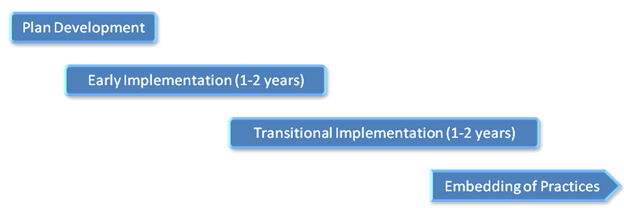 Plan Development
Early Implementation (1-2 years)
Transitional Implementation (1-2 years)
Embedding of Practices